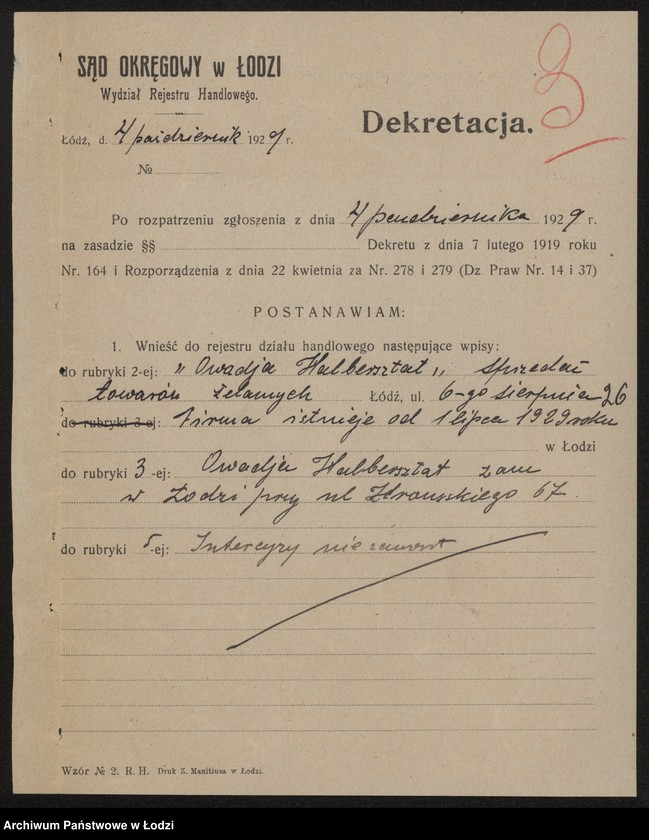 3
SĄD OKRĘGOWY w ŁODZI
Wydział Rejestru Handlowego.
Dekretacja.
Łódź, d. 4 październik 1929 r.
№
Po rozpatrzeniu zgłoszenia z dnia 4 października 1929 r.
na zasadzie §§ Dekretu z dnia 7 lutego 1919 roku
Nr. 164 i Rozporządzenia z dnia 22 kwietnia za Nr. 278 i 279 (Dz. Praw Nr. 14 i 37)
POSTANAWIAM:
1. Wnieść do rejestru działu handlowego następujące wpisy:
do rubryki 2-ej: „Owadja Halbersztat„ sprzedaż
towarów żelaznych Łódź, ul. 6-go sierpnia 26
do rubryki 3-ej: Firma istnieje od 1 lipca 1929 roku
w Łodzi
do rubryki 3-ej: Owadja Halbersztat zam
w Łodzi przy ul 67.
do rubryki 5-ej: Intercyzy nie zawarł
Wzór № 2. R. H. Druk Z. Manitiusa w Łodzi.
Archiwum Państwowe w Łodzi